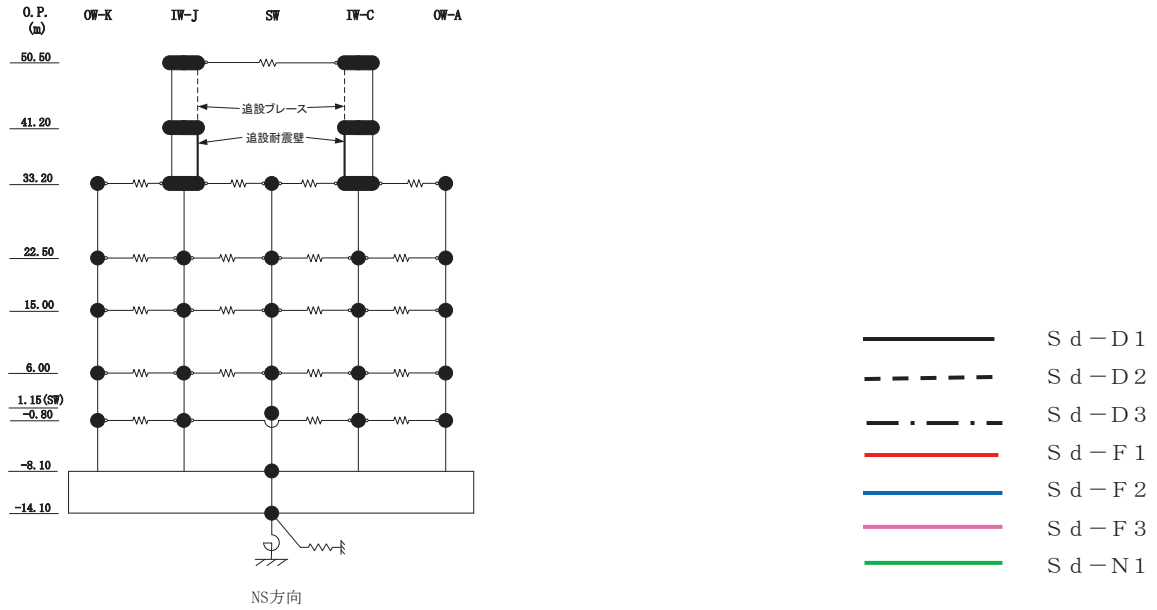 O.P.
(m)
OW-K IW-J SW IW-C OW-A
50.50
追設ブレース
41.20
追設耐震壁
33.20
22.50
15.00
6.00
1.15(SW)
-0.80
-8.10
-14.10
NS方向
Ｓｄ－Ｄ１
Ｓｄ－Ｄ２
Ｓｄ－Ｄ３
Ｓｄ－Ｆ１
Ｓｄ－Ｆ２
Ｓｄ－Ｆ３
Ｓｄ－Ｎ１